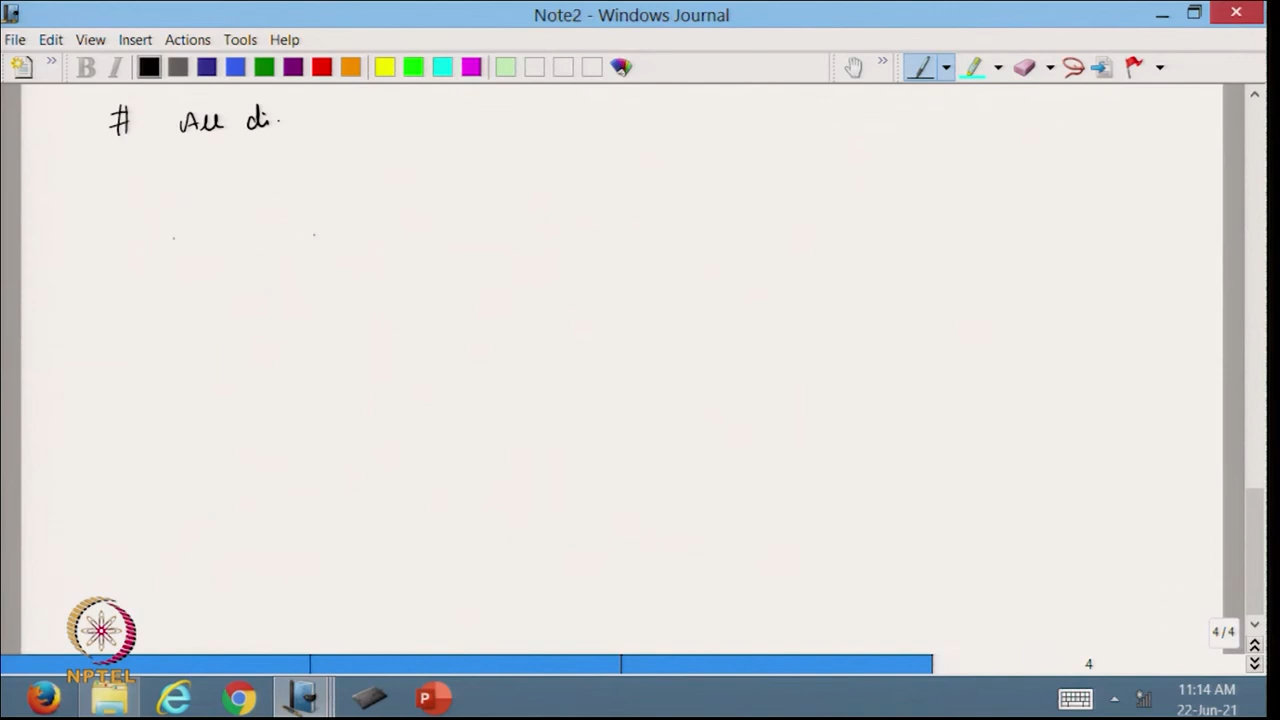 Note2 - Windows Journal
File Edit View Insert Actions Tools Help
B I
# All di
4/4
4
NPTEL
11:14 AM
22-Jun-21